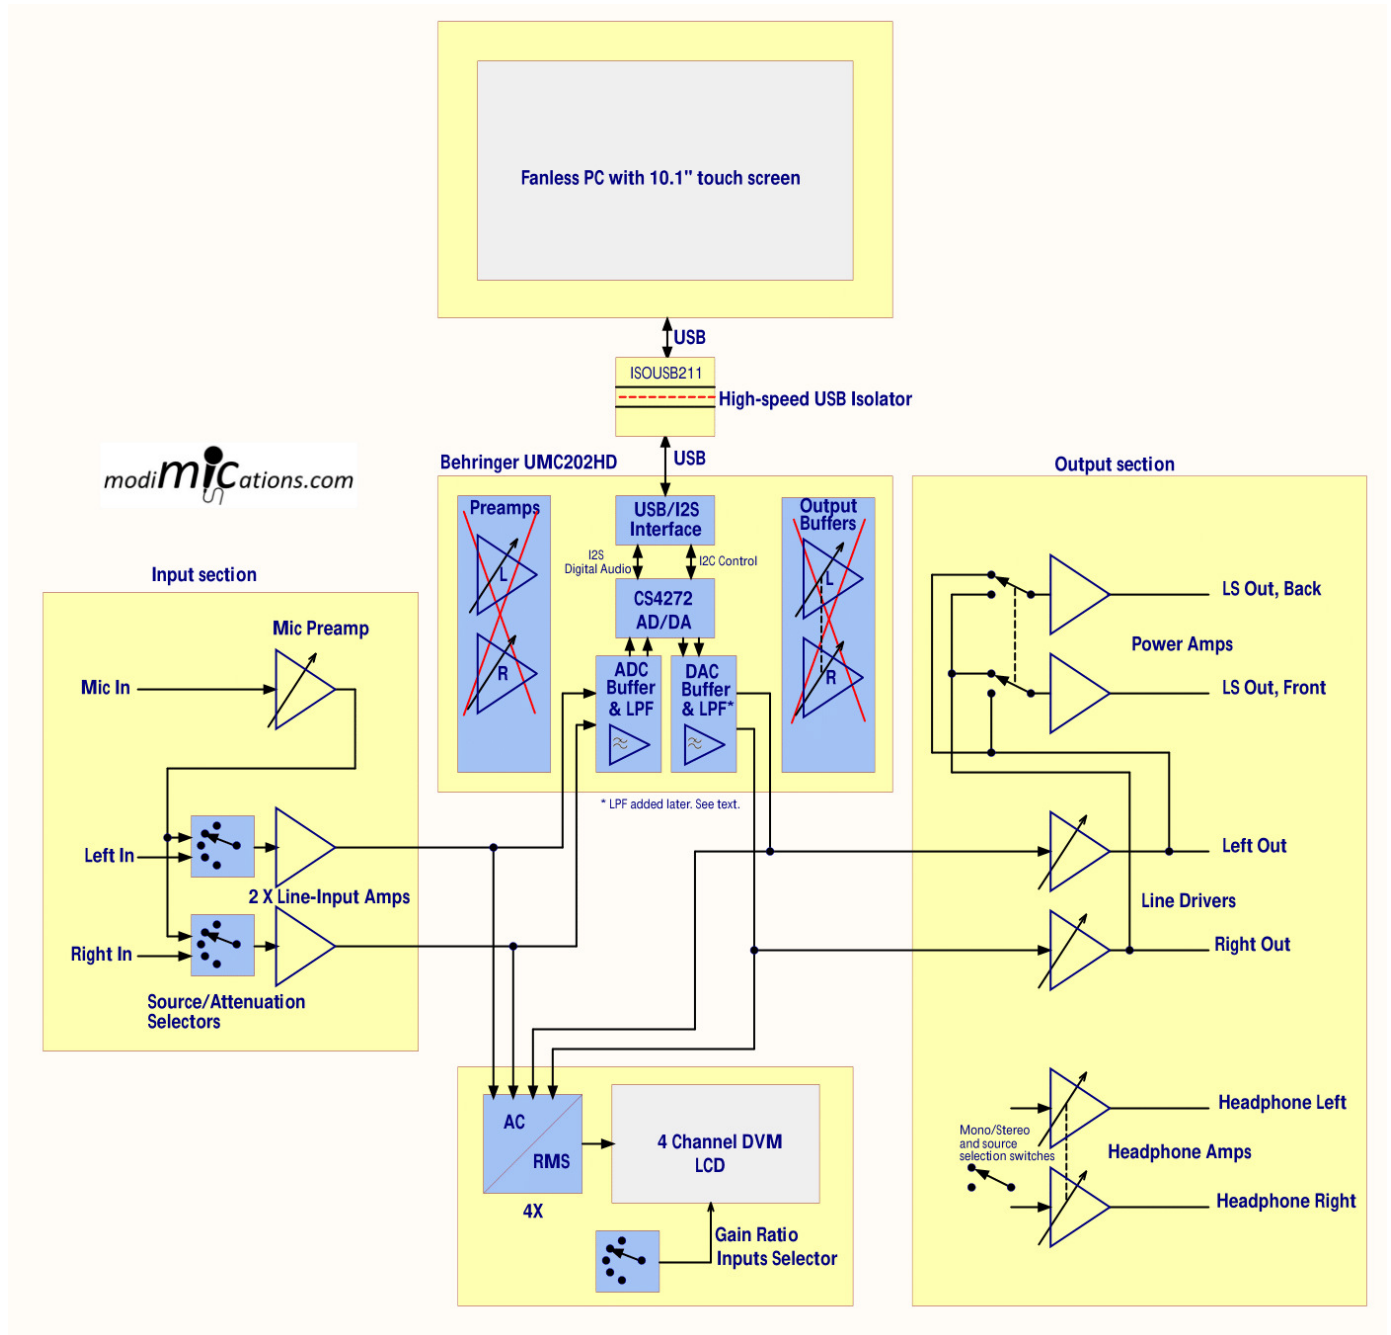 Fanless PC with 10.1" touch screen
USB
ISOUSB211
High-speed USB Isolator
USB
Behringer UMC202HD
Output section
modimications.com
Preamps
USB/I2S
Interface
Output
Buffers
I2S
Digital Audio
I2C Control
L
L
CS4272
AD/DA
R
R
ADC
Buffer
& LPF
DAC
Buffer
& LPF*
* LPF added later. See text.
Input section
Mic Preamp
Mic In
Left In
2 X Line-Input Amps
Right In
Source/Attenuation
Selectors
LS Out, Back
Power Amps
LS Out, Front
Left Out
Line Drivers
Right Out
Headphone Left
Mono/Stereo
and source
selection switches
Headphone Amps
Headphone Right
AC
RMS
4X
4 Channel DVM
LCD
Gain Ratio
Inputs Selector